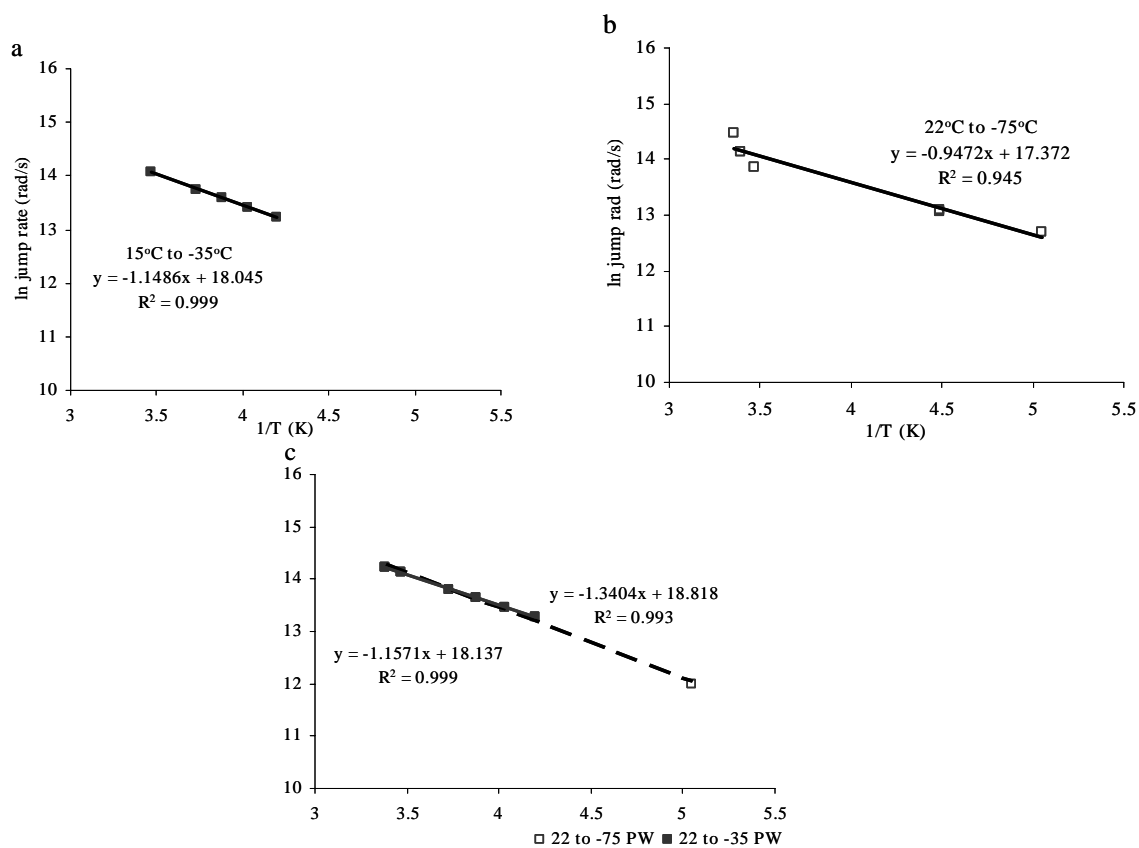 a
16
15
14
13
12
11
10
ln jump rate (rad/s)
15°C to -35°C
y = -1.1486x + 18.045
R² = 0.999
3 3.5 4 4.5 5 5.5
1/T (K)
b
16
15
14
13
12
11
10
ln jump rad (rad/s)
22°C to -75°C
y = -0.9472x + 17.372
R² = 0.945
3 3.5 4 4.5 5 5.5
1/T (K)
c
16
15
14
13
12
11
10
y = -1.3404x + 18.818
R² = 0.993
y = -1.1571x + 18.137
R² = 0.999
3 3.5 4 4.5 5 5.5
22 to -75 PW 22 to -35 PW